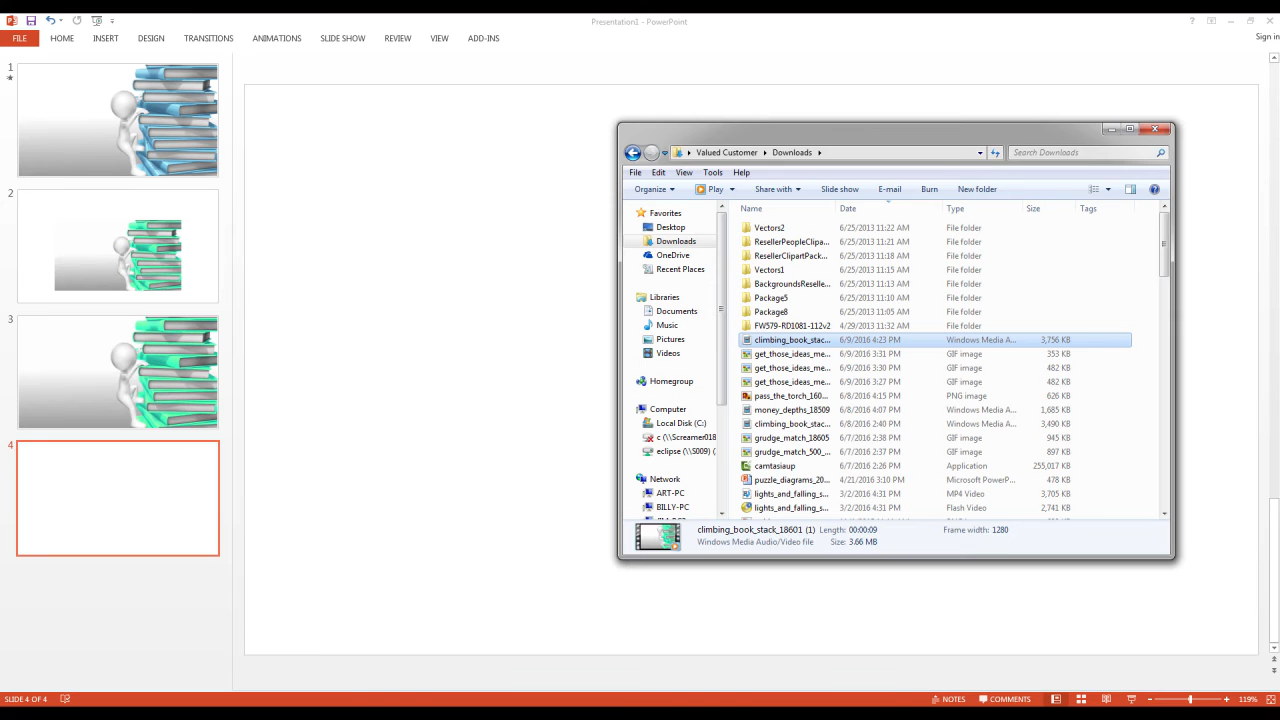 Presentation1 - PowerPoint
FILE HOME INSERT DESIGN TRANSITIONS ANIMATIONS SLIDE SHOW REVIEW VIEW ADD-INS
Sign in
1
2
3
4
Valued Customer Downloads
Search Downloads
File Edit View Tools Help
Organize Play Share with Slide show E-mail Burn New folder
Name Date Type Size Tags
Favorites
Desktop
Downloads
OneDrive
Recent Places
Libraries
Documents
Music
Pictures
Videos
Homegroup
Computer
Local Disk (C:)
c (\\Screamer018
eclipse (\\S009) (
Network
ART-PC
BILLY-PC
Vectors2 6/25/2013 11:22 AM File folder
ResellerPeopleClipa... 6/25/2013 11:21 AM File folder
ResellerClipartPack... 6/25/2013 11:18 AM File folder
Vectors1 6/25/2013 11:15 AM File folder
BackgroundsReselle... 6/25/2013 11:13 AM File folder
Package5 6/25/2013 11:10 AM File folder
Package8 6/25/2013 11:05 AM File folder
FW579-RD1081-112v2 4/29/2013 11:32 AM File folder
climbing_book_stac... 6/9/2016 4:23 PM Windows Media A... 3,756 KB
get_those_ideas_me... 6/9/2016 3:31 PM GIF image 353 KB
get_those_ideas_me... 6/9/2016 3:30 PM GIF image 482 KB
get_those_ideas_me... 6/9/2016 3:27 PM GIF image 233 KB
pass_the_torch_160... 6/8/2016 4:15 PM PNG image 626 KB
money_depths_18509 6/8/2016 4:07 PM Windows Media A... 1,685 KB
climbing_book_stac... 6/8/2016 2:40 PM Windows Media A... 3,490 KB
grudge_match_18605 6/7/2016 2:38 PM GIF image 945 KB
grudge_match_500_... 6/7/2016 2:37 PM GIF image 897 KB
camtasiaup 6/7/2016 2:26 PM Application 255,017 KB
puzzle_diagrams_20... 4/21/2016 3:10 PM Microsoft PowerP... 478 KB
lights_and_falling_s... 3/2/2016 4:31 PM MP4 Video 3,705 KB
lights_and_falling_s... 3/2/2016 4:31 PM Flash Video 2,741 KB
climbing_book_stack_18601 (1) Length: 00:00:09 Frame width: 1280
Windows Media Audio/Video file Size: 3.66 MB
SLIDE 4 OF 4
NOTES COMMENTS 119%